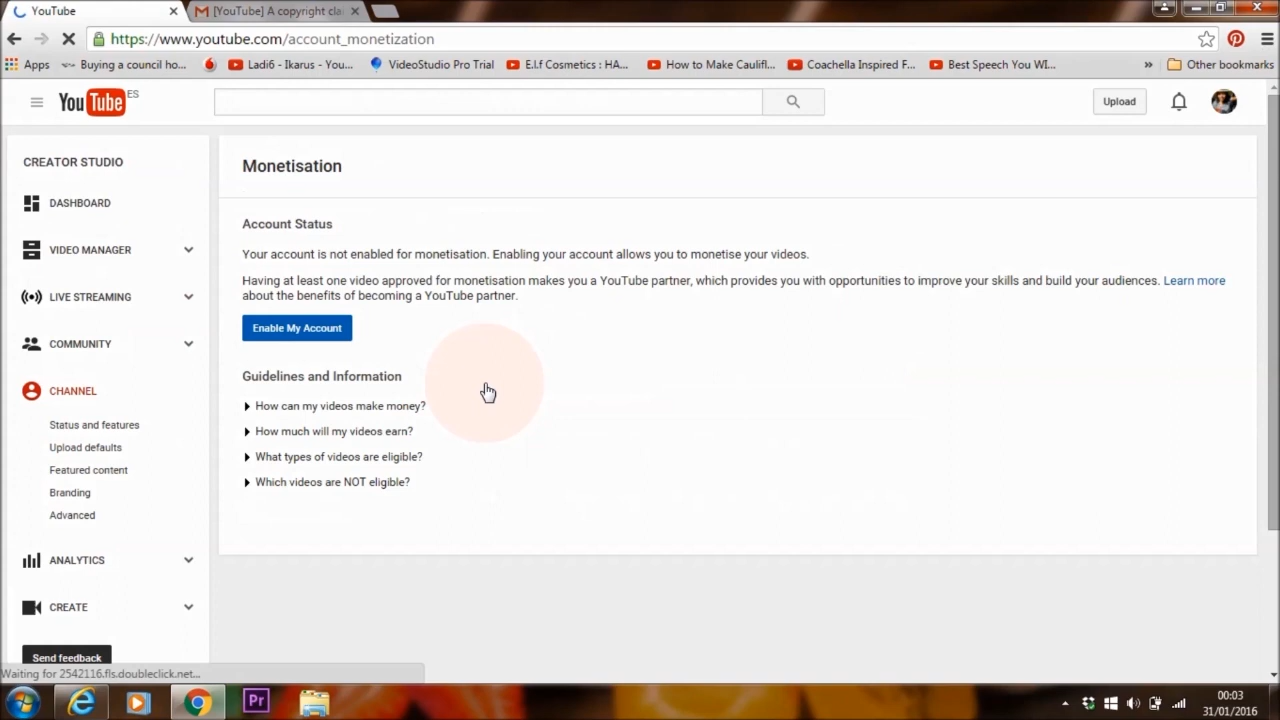 YouTube
[YouTube] A copyright clai
https://www.youtube.com/account_monetization
Apps
Buying a council ho...
Ladi6 - Ikarus - You...
VideoStudio Pro Trial
E.l.f Cosmetics : HA...
How to Make Caulifl...
Coachella Inspired F...
Best Speech You WI...
»
Other bookmarks
YouTube ES
Upload
CREATOR STUDIO
DASHBOARD
VIDEO MANAGER
LIVE STREAMING
COMMUNITY
CHANNEL
Status and features
Upload defaults
Featured content
Branding
Advanced
ANALYTICS
CREATE
Send feedback
Monetisation
Account Status
Your account is not enabled for monetisation. Enabling your account allows you to monetise your videos.
Having at least one video approved for monetisation makes you a YouTube partner, which provides you with opportunities to improve your skills and build your audiences. Learn more
about the benefits of becoming a YouTube partner.
Enable My Account
Guidelines and Information
How can my videos make money?
How much will my videos earn?
What types of videos are eligible?
Which videos are NOT eligible?
Waiting for 2542116.fls.doubleclick.net...
Pr
00:03
31/01/2016